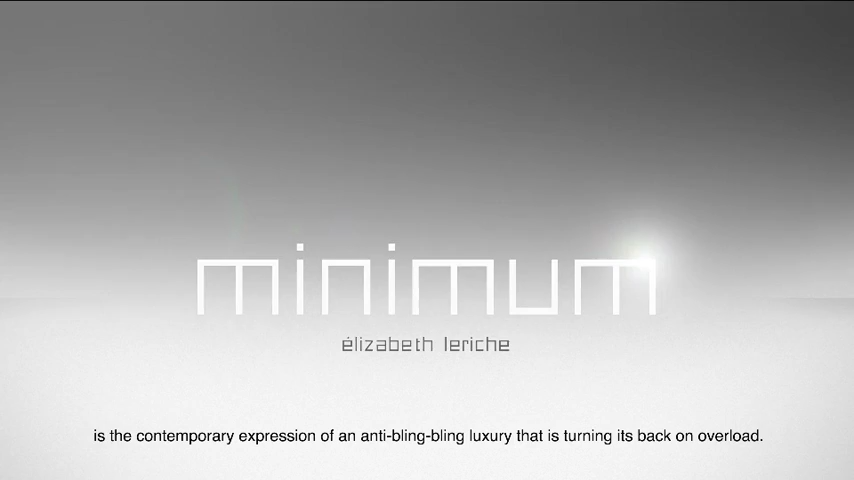 minimum
élizabeth leriche
is the contemporary expression of an anti-bling-bling luxury that is turning its back on overload.